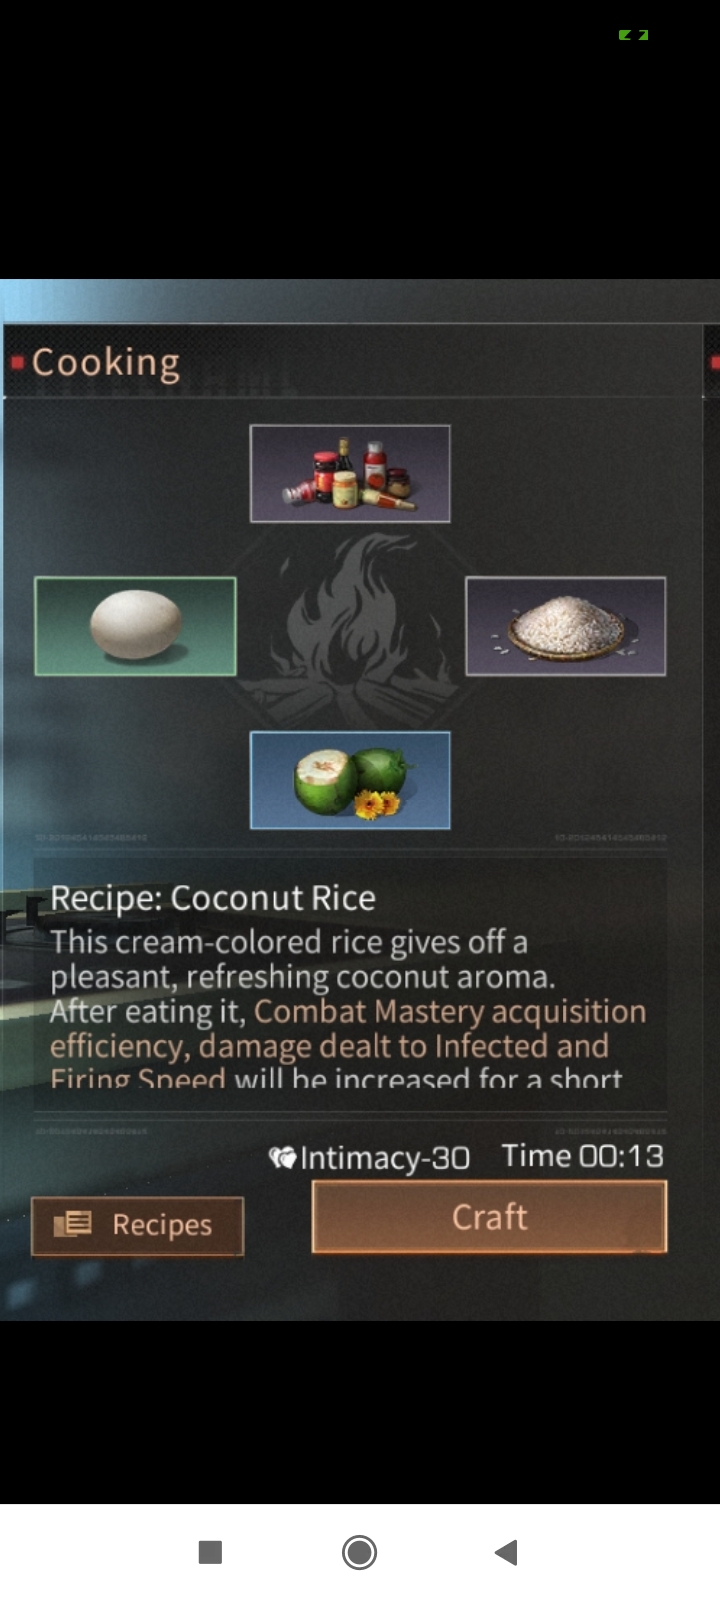 Cooking
Recipe: Coconut Rice
This cream-colored rice gives off a
pleasant, refreshing coconut aroma.
After eating it, Combat Mastery acquisition
efficiency, damage dealt to Infected and
Firing Speed will be increased for a short
Intimacy-30 Time 00:13
Recipes
Craft